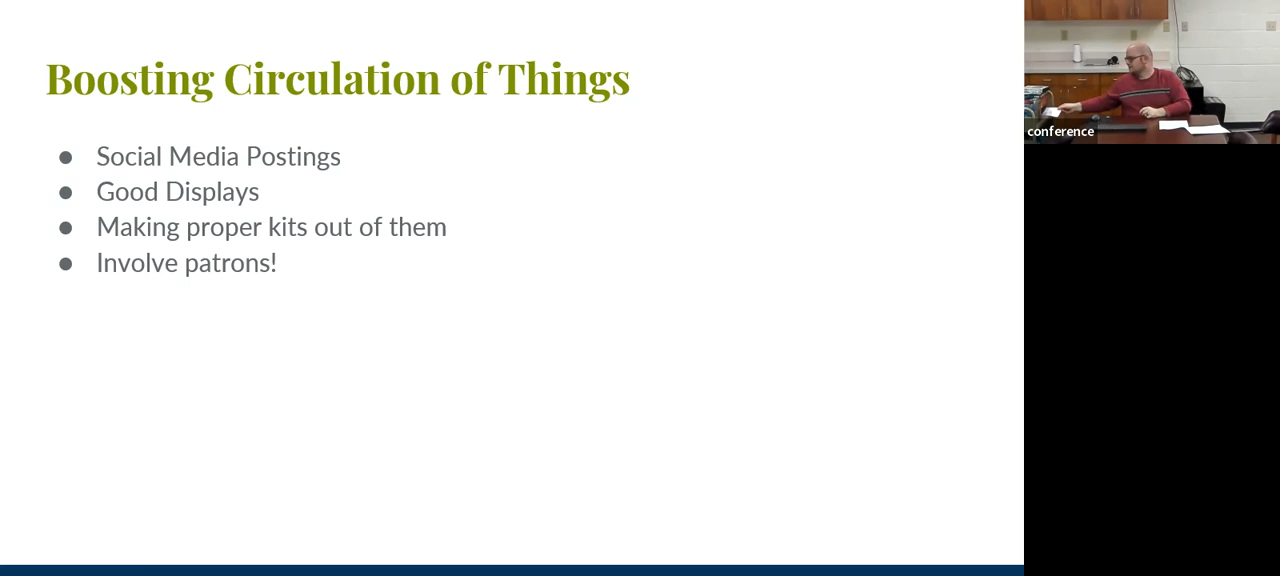 Boosting Circulation of Things
● Social Media Postings
● Good Displays
● Making proper kits out of them
● Involve patrons!
conference